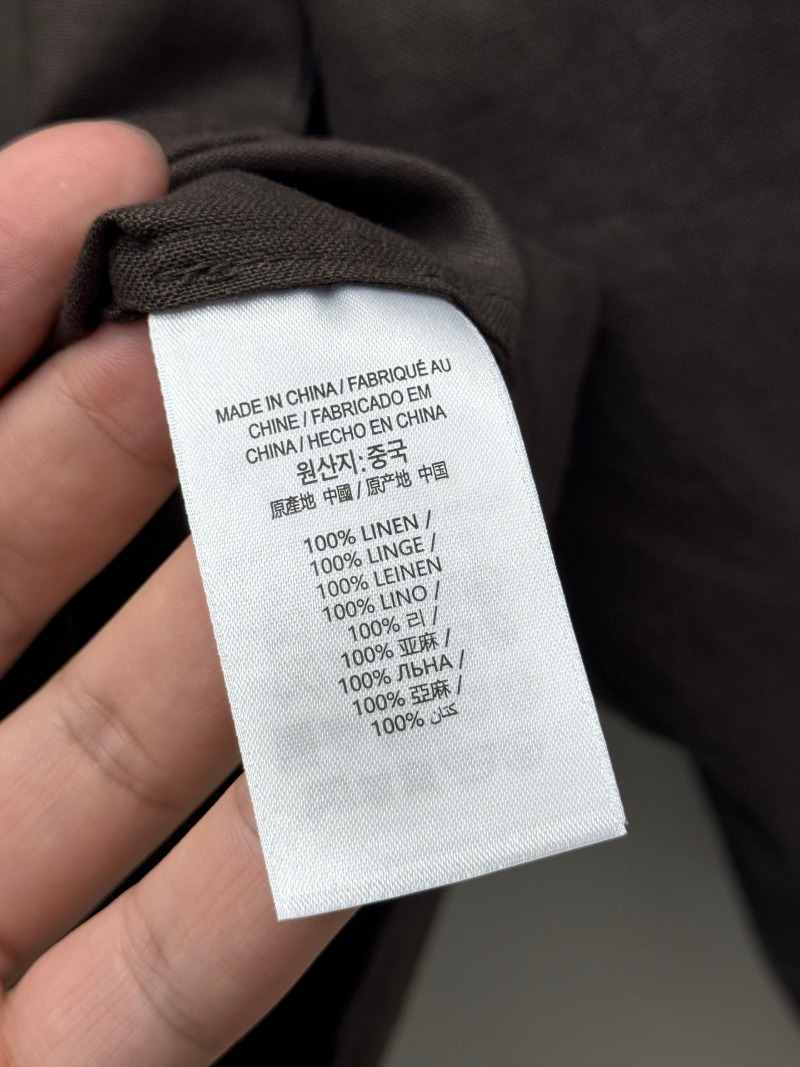 MADE IN CHINA / FABRIQUÉ AU
CHINE / FABRICADO EM
CHINA / HECHO EN CHINA
원산지:중국
原產地 中國 / 原产地 中国
100% LINEN /
100% LINGE /
100% LEINEN
100% LINO /
100% 리 /
100% 亚麻 /
100% ЛЬНА /
100% 亞麻 /
100% كتان